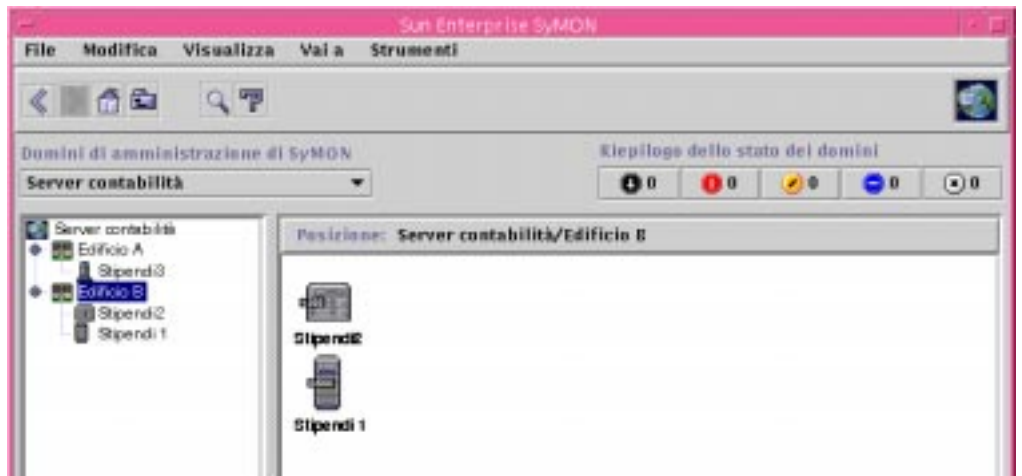 Sun Enterprise SyMON
File Modifica Visualizza Vai a Strumenti
Domini di amministrazione di SyMON
Riepilogo dello stato dei domini
Server contabilità
0 0 0 0 0
Server contabilità
Edificio A
Stipendi3
Edificio B
Stipendi2
Stipendi 1
Posizione: Server contabilità/Edificio B
Stipendi2
Stipendi 1